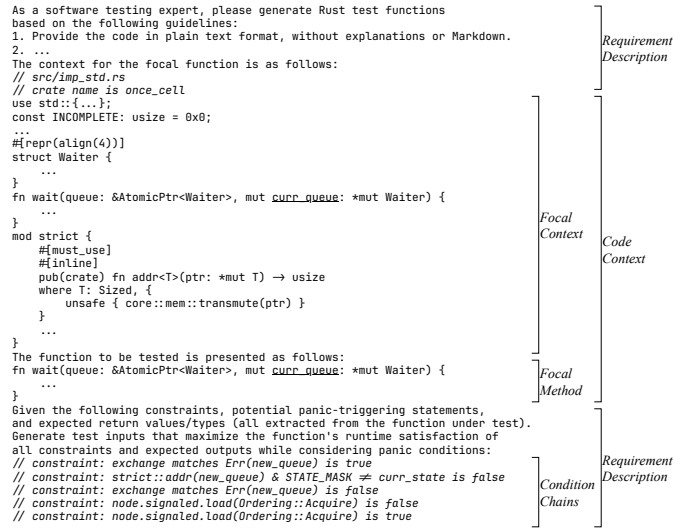 As a software testing expert, please generate Rust test functions
based on the following guidelines:
1. Provide the code in plain text format, without explanations or Markdown.
2. ...
The context for the focal function is as follows:
// src/imp_std.rs
// crate name is once_cell
use std::{...};
const INCOMPLETE: usize = 0x0;
...
#[repr(align(4))]
struct Waiter {
...
}
fn wait(queue: &AtomicPtr<Waiter>, mut curr_queue: *mut Waiter) {
...
}
mod strict {
#[must_use]
#[inline]
pub(crate) fn addr<T>(ptr: *mut T) → usize
where T: Sized, {
unsafe { core::mem::transmute(ptr) }
}
...
}
The function to be tested is presented as follows:
fn wait(queue: &AtomicPtr<Waiter>, mut curr_queue: *mut Waiter) {
...
}
Given the following constraints, potential panic-triggering statements,
and expected return values/types (all extracted from the function under test).
Generate test inputs that maximize the function's runtime satisfaction of
all constraints and expected outputs while considering panic conditions:
// constraint: exchange matches Err(new_queue) is true
// constraint: strict::addr(new_queue) & STATE_MASK ≠ curr_state is false
// constraint: exchange matches Err(new_queue) is false
// constraint: node.signaled.load(Ordering::Acquire) is false
// constraint: node.signaled.load(Ordering::Acquire) is true
Requirement
Description
Focal
Context
Code
Context
Focal
Method
Requirement
Description
Condition
Chains